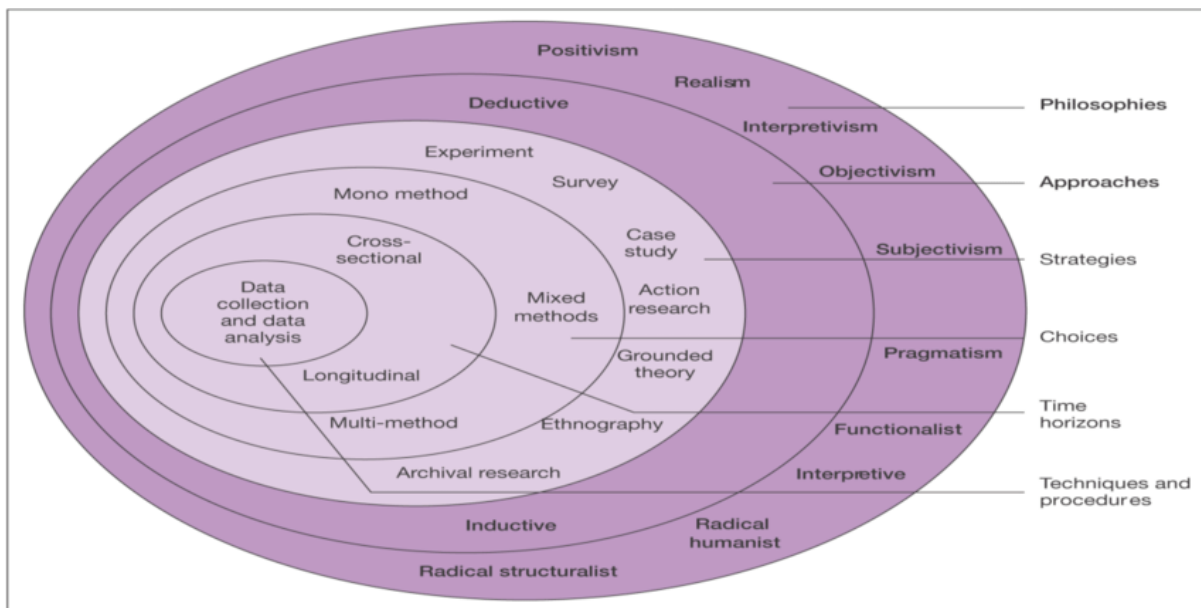 Positivism
Realism
Philosophies
Deductive
Interpretivism
Experiment
Objectivism
Survey
Approaches
Mono method
Case
study
Cross-
sectional
Subjectivism
Strategies
Data
collection
and data
analysis
Mixed
methods
Action
research
Choices
Grounded
theory
Pragmatism
Longitudinal
Time
horizons
Multi-method
Ethnography
Functionalist
Archival research
Interpretive
Techniques and
procedures
Inductive
Radical
humanist
Radical structuralist